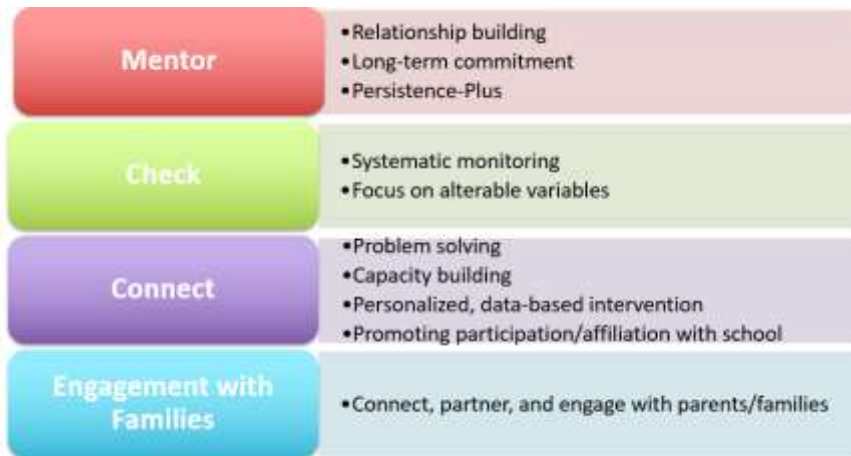 Mentor
•Relationship building
•Long-term commitment
•Persistence-Plus
Check
•Systematic monitoring
•Focus on alterable variables
Connect
•Problem solving
•Capacity building
•Personalized, data-based intervention
•Promoting participation/affiliation with school
Engagement with
Families
•Connect, partner, and engage with parents/families